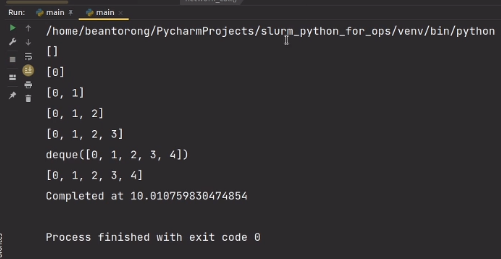 Run: main main
/home/beantorong/PycharmProjects/slurm_python_for_ops/venv/bin/python
[]
[0]
[0, 1]
[0, 1, 2]
[0, 1, 2, 3]
deque([0, 1, 2, 3, 4])
[0, 1, 2, 3, 4]
Completed at 10.010759830474854
Process finished with exit code 0